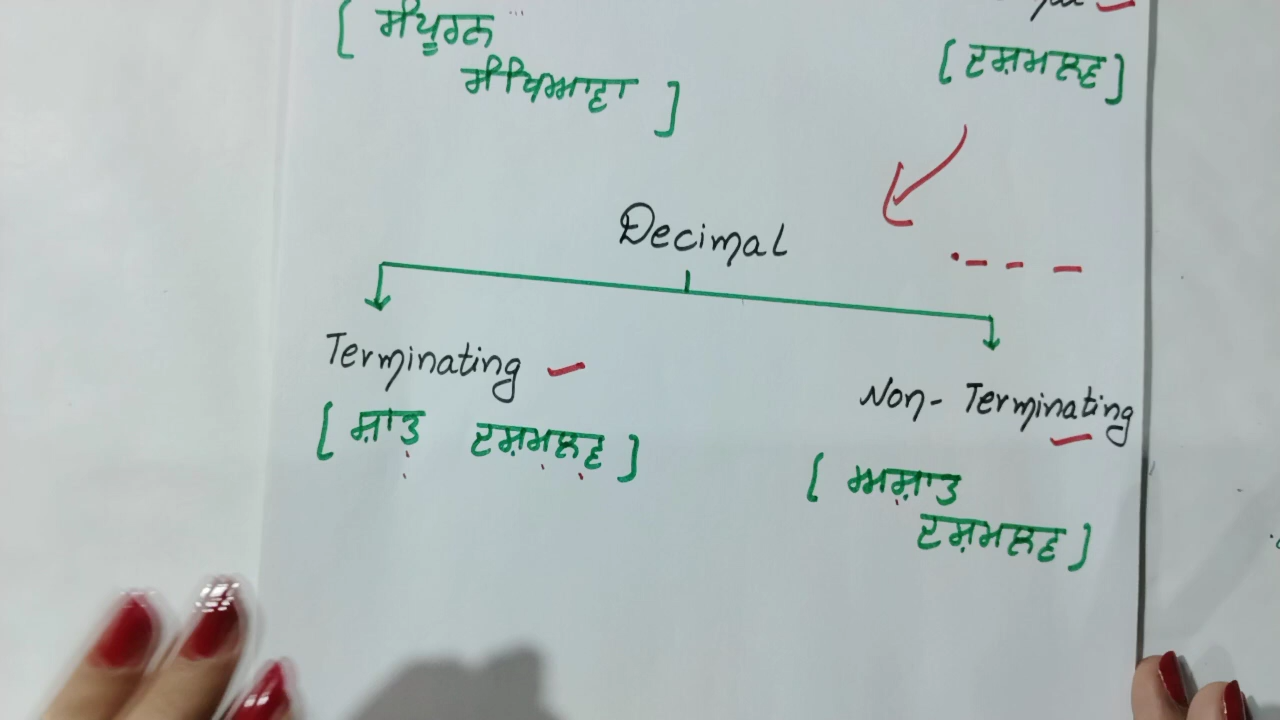 [ ਸੰਪੂਰਨ
ਸੰਖਿਆਵਾ ]
[ ਦਸ਼ਮਲਵ ]
Decimal
. - - -
Terminating
[ ਸ਼ਾਤ ਦਸ਼ਮਲਵ ]
Non- Terminating
[ ਅਸ਼ਾਤ
ਦਸ਼ਮਲਵ ]